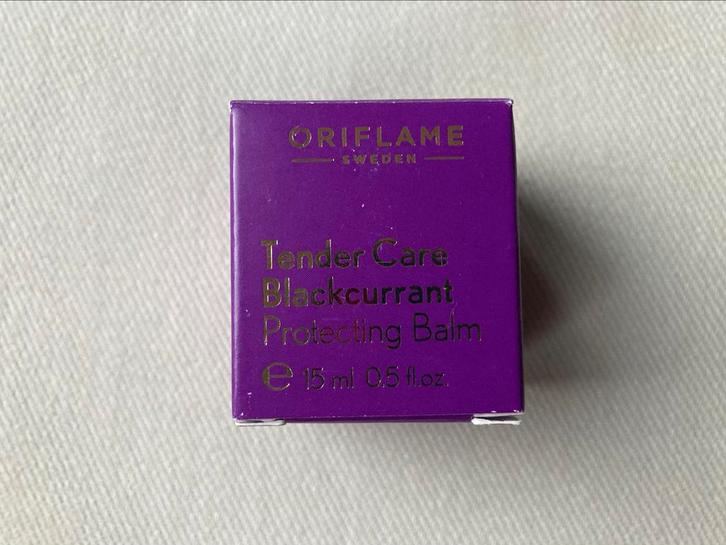 ORIFLAME
SWEDEN
Tender Care
Blackcurrant
Protecting Balm
℮ 15 ml 0.5 fl.oz.